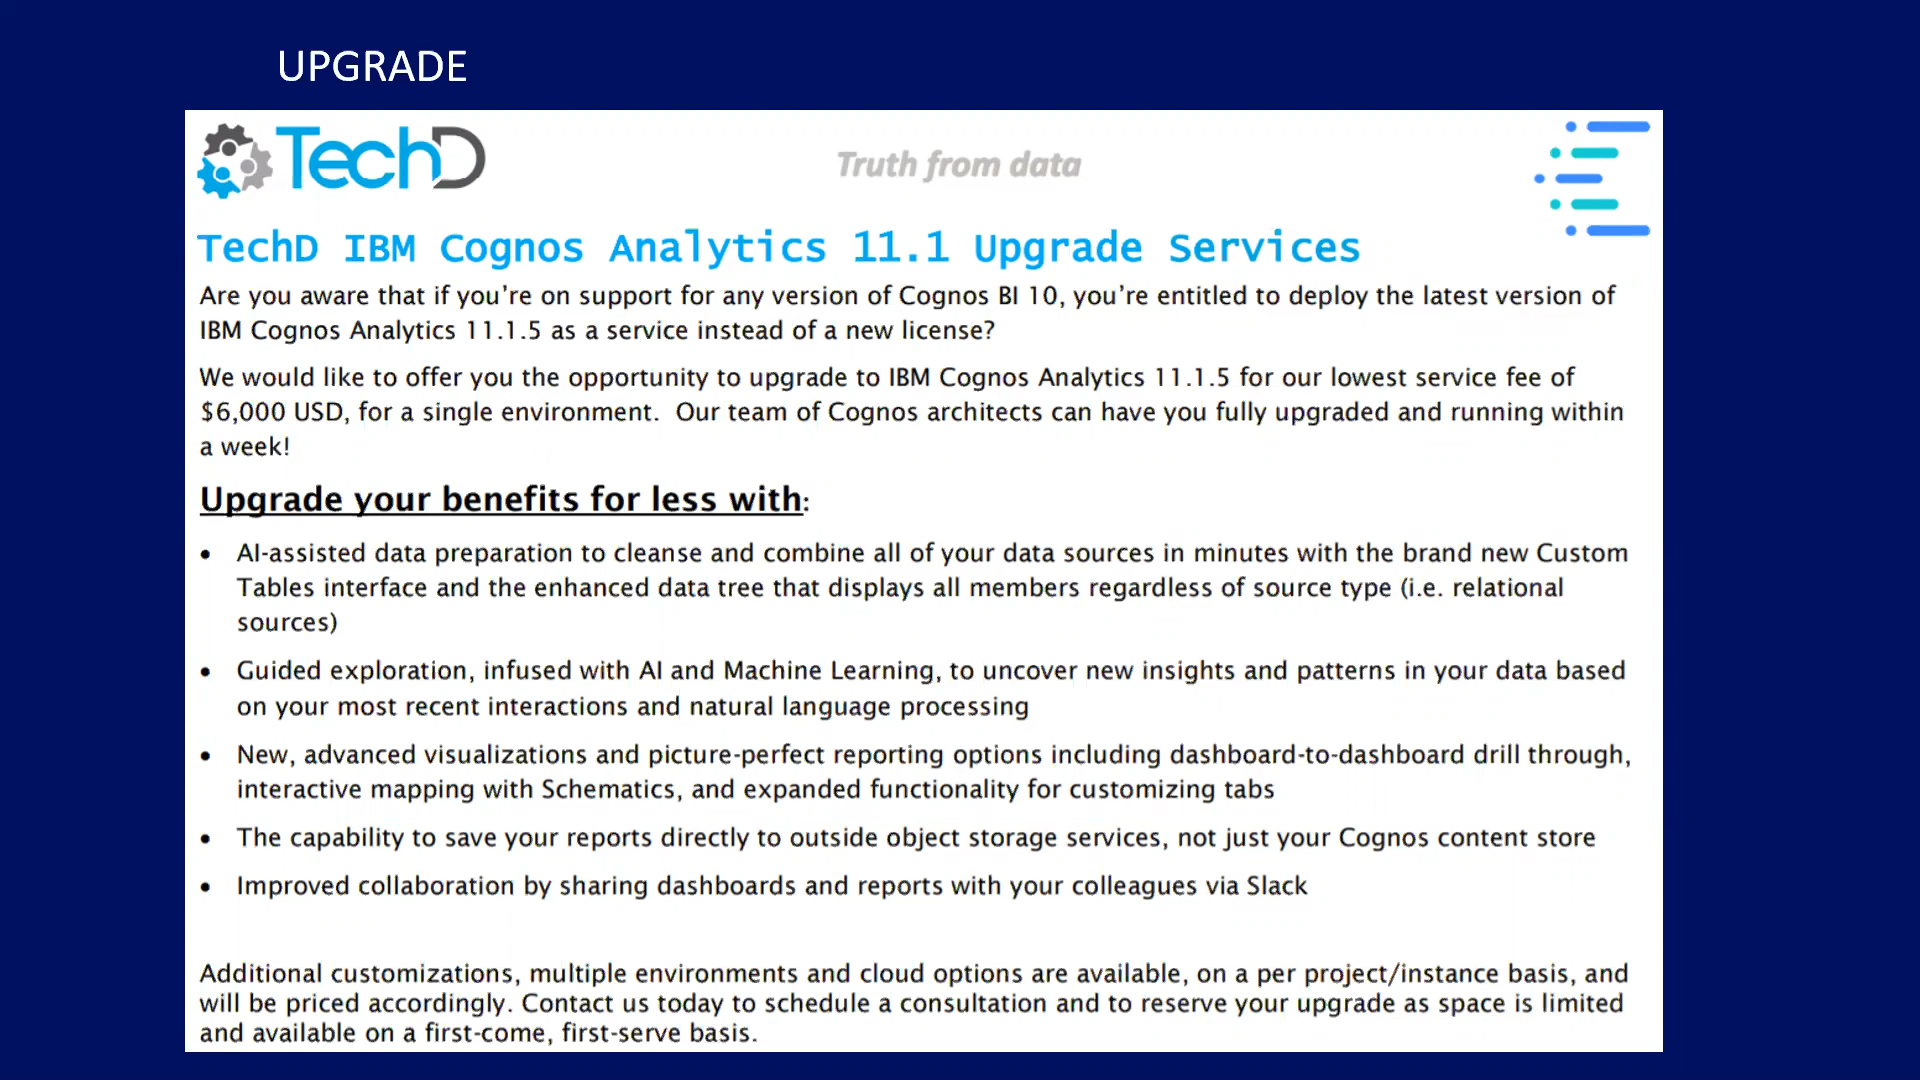 UPGRADE
TechD
Truth from data
TechD IBM Cognos Analytics 11.1 Upgrade Services
Are you aware that if you’re on support for any version of Cognos BI 10, you’re entitled to deploy the latest version of
IBM Cognos Analytics 11.1.5 as a service instead of a new license?
We would like to offer you the opportunity to upgrade to IBM Cognos Analytics 11.1.5 for our lowest service fee of
$6,000 USD, for a single environment.  Our team of Cognos architects can have you fully upgraded and running within
a week!
Upgrade your benefits for less with:
• AI-assisted data preparation to cleanse and combine all of your data sources in minutes with the brand new Custom
Tables interface and the enhanced data tree that displays all members regardless of source type (i.e. relational
sources)
• Guided exploration, infused with AI and Machine Learning, to uncover new insights and patterns in your data based
on your most recent interactions and natural language processing
• New, advanced visualizations and picture-perfect reporting options including dashboard-to-dashboard drill through,
interactive mapping with Schematics, and expanded functionality for customizing tabs
• The capability to save your reports directly to outside object storage services, not just your Cognos content store
• Improved collaboration by sharing dashboards and reports with your colleagues via Slack
Additional customizations, multiple environments and cloud options are available, on a per project/instance basis, and
will be priced accordingly. Contact us today to schedule a consultation and to reserve your upgrade as space is limited
and available on a first-come, first-serve basis.